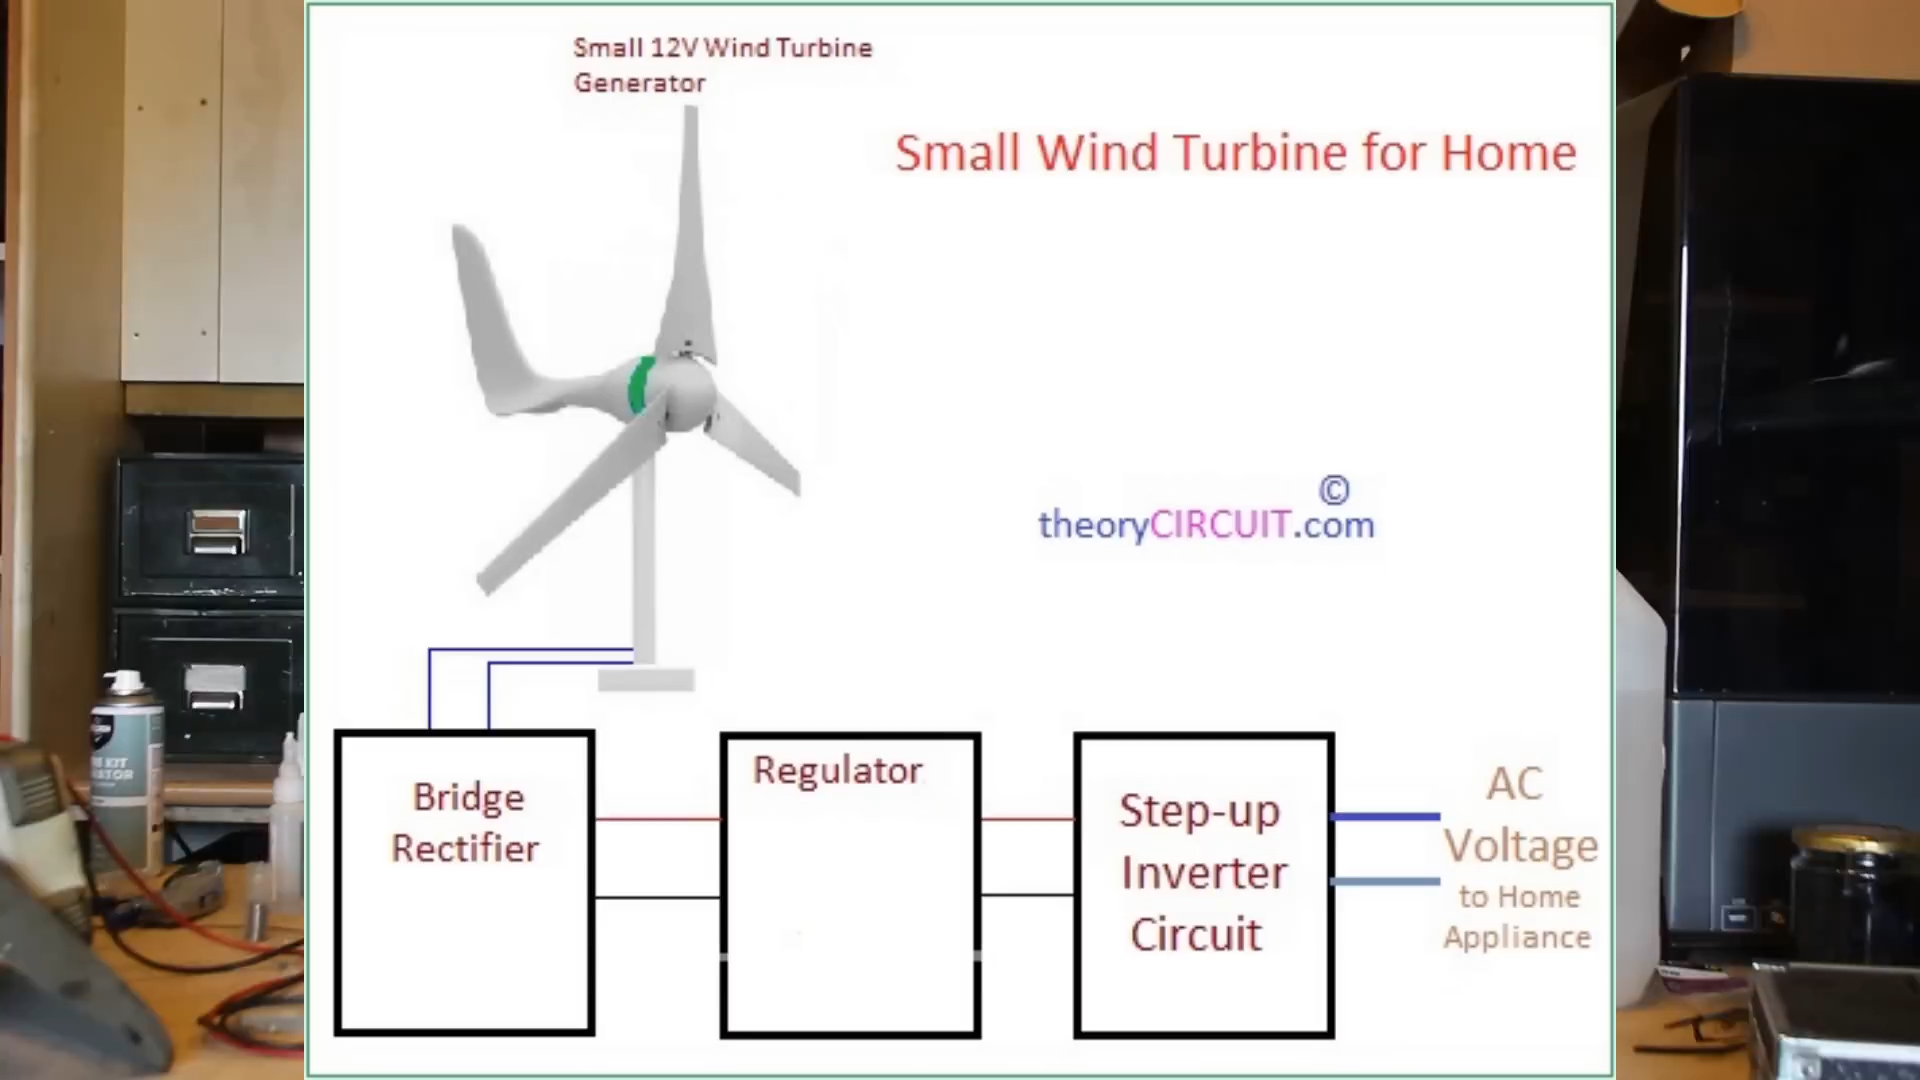 Small 12V Wind Turbine
Generator
Small Wind Turbine for Home
©
theoryCIRCUIT.com
Bridge
Rectifier
Regulator
Step-up
Inverter
Circuit
AC
Voltage
to Home
Appliance
KIT